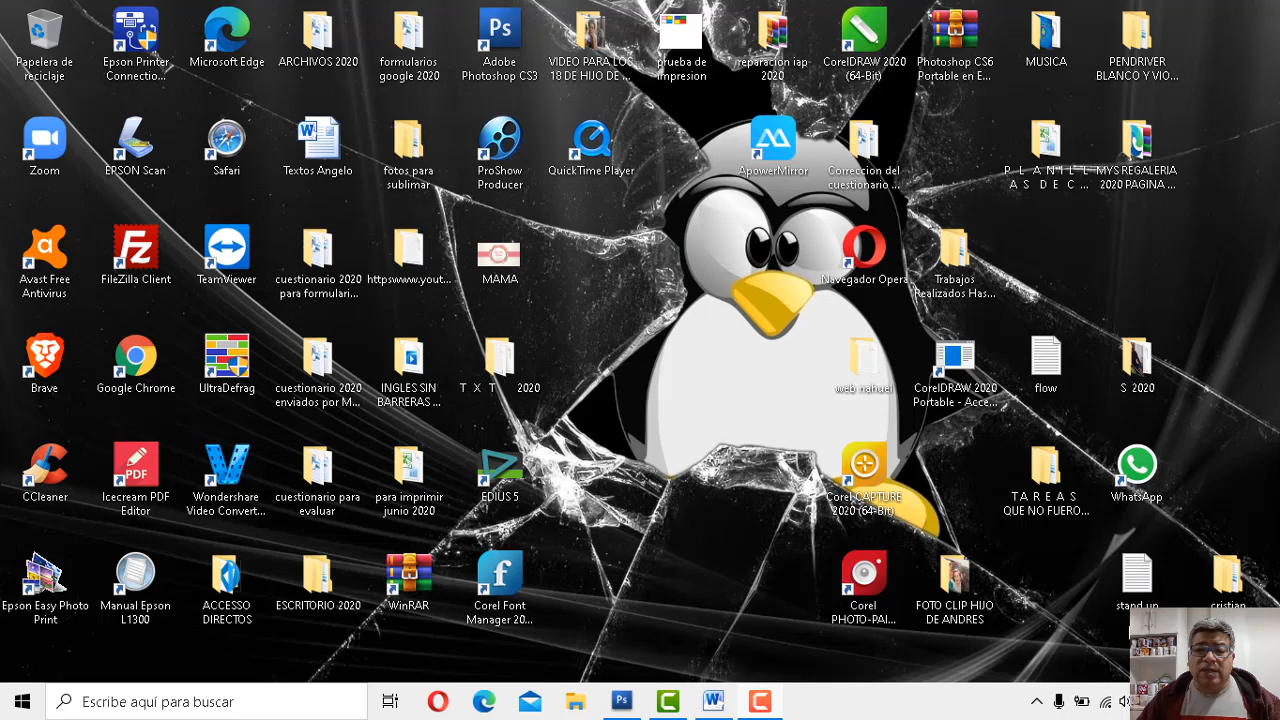 Papelera de
reciclaje
Epson Printer
Connectio...
Microsoft Edge
ARCHIVOS 2020
formularios
google 2020
Ps
Adobe
Photoshop CS3
VIDEO PARA LOS
18 DE HIJO DE ...
prueba de
impresion
reparacion iap
2020
CorelDRAW 2020
(64-Bit)
Photoshop CS6
Portable en E...
MUSICA
PENDRIVER
BLANCO Y VIO...
Zoom
EPSON Scan
Safari
Textos Angelo
fotos para
sublimar
ProShow
Producer
QuickTime Player
ApowerMirror
Correccion del
cuestionario ...
P L A N I L L
A S D E C ...
MYS REGALERIA
2020 PAGINA ...
Avast Free
Antivirus
FileZilla Client
TeamViewer
cuestionario 2020
para formulari...
httpswww.yout...
MAMA
Navegador Opera
Trabajos
Realizados Has...
Brave
Google Chrome
UltraDefrag
cuestionario 2020
enviados por M...
INGLES SIN
BARRERAS ...
T X T 2020
web nahuel
CorelDRAW 2020
Portable - Acce...
flow
S 2020
CCleaner
PDF
Icecream PDF
Editor
Wondershare
Video Convert...
cuestionario para
evaluar
para imprimir
junio 2020
EDIUS 5
Corel CAPTURE
2020 (64-Bit)
T A R E A S
QUE NO FUERO...
WhatsApp
Epson Easy Photo
Print
Manual Epson
L1300
ACCESSO
DIRECTOS
ESCRITORIO 2020
WinRAR
Corel Font
Manager 20...
Corel
PHOTO-PAI...
FOTO CLIP HIJO
DE ANDRES
stand up
cristian
Escribe aquí para buscar
Ps